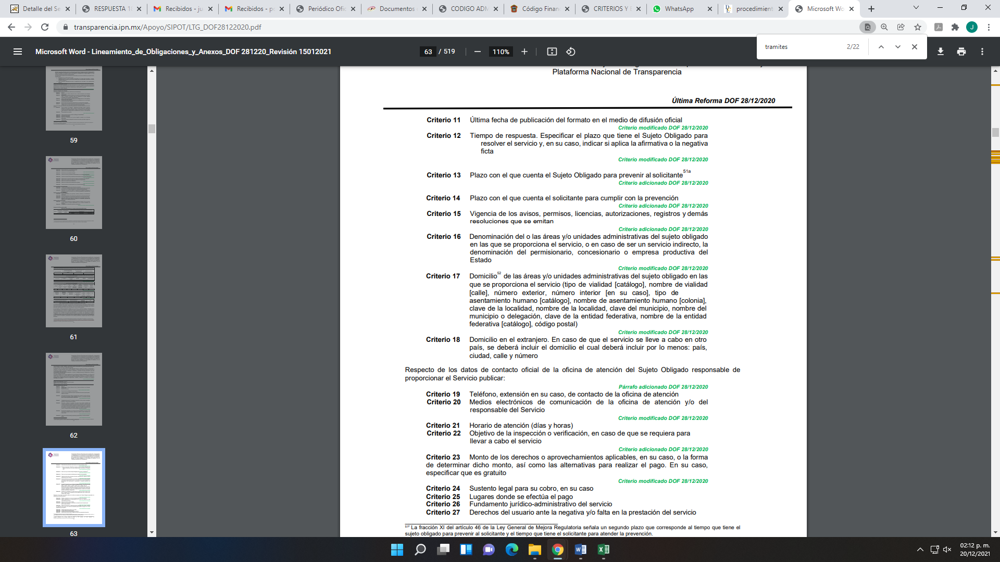 Detalle del Se
RESPUESTA 1
Recibidos - ju
Recibidos - p
Periódico Ofi
Documentos
CODIGO ADM
Código Finan
CRITERIOS Y
WhatsApp
procedimient
Microsoft Wo
transparencia.ipn.mx/Apoyo/SIPOT/LTG_DOF28122020.pdf
J
tramites
2/22
Microsoft Word - Lineamiento_de_Obligaciones_y_Anexos_DOF 281220_Revisión 15012021
63 / 519
110%
59
60
61
62
63
Plataforma Nacional de Transparencia
Última Reforma DOF 28/12/2020
Criterio 11 Última fecha de publicación del formato en el medio de difusión oficial
Criterio modificado DOF 28/12/2020
Criterio 12 Tiempo de respuesta. Especificar el plazo que tiene el Sujeto Obligado para
resolver el servicio y, en su caso, indicar si aplica la afirmativa o la negativa
ficta
Criterio modificado DOF 28/12/2020
Criterio 13 Plazo con el que cuenta el Sujeto Obligado para prevenir al solicitante51a
Criterio adicionado DOF 28/12/2020
Criterio 14 Plazo con el que cuenta el solicitante para cumplir con la prevención
Criterio adicionado DOF 28/12/2020
Criterio 15 Vigencia de los avisos, permisos, licencias, autorizaciones, registros y demás
resoluciones que se emitan
Criterio adicionado DOF 28/12/2020
Criterio 16 Denominación del o las áreas y/o unidades administrativas del sujeto obligado
en las que se proporciona el servicio, o en caso de ser un servicio indirecto, la
denominación del permisionario, concesionario o empresa productiva del
Estado
Criterio modificado DOF 28/12/2020
Criterio 17 Domicilio52 de las áreas y/o unidades administrativas del sujeto obligado en las
que se proporciona el servicio (tipo de vialidad [catálogo], nombre de vialidad
[calle], número exterior, número interior [en su caso], tipo de
asentamiento humano [catálogo], nombre de asentamiento humano [colonia],
clave de la localidad, nombre de la localidad, clave del municipio, nombre del
municipio o delegación, clave de la entidad federativa, nombre de la entidad
federativa [catálogo], código postal)
Criterio modificado DOF 28/12/2020
Criterio 18 Domicilio en el extranjero. En caso de que el servicio se lleve a cabo en otro
país, se deberá incluir el domicilio el cual deberá incluir por lo menos: país,
ciudad, calle y número
Respecto de los datos de contacto oficial de la oficina de atención del Sujeto Obligado responsable de
proporcionar el Servicio publicar:
Párrafo adicionado DOF 28/12/2020
Criterio 19 Teléfono, extensión en su caso, de contacto de la oficina de atención
Criterio 20 Medios electrónicos de comunicación de la oficina de atención y/o del
responsable del Servicio
Criterio modificado DOF 28/12/2020
Criterio 21 Horario de atención (días y horas)
Criterio 22 Objetivo de la inspección o verificación, en caso de que se requiera para
llevar a cabo el servicio
Criterio adicionado DOF 28/12/2020
Criterio 23 Monto de los derechos o aprovechamientos aplicables, en su caso, o la forma
de determinar dicho monto, así como las alternativas para realizar el pago. En su caso,
especificar que es gratuito
Criterio modificado DOF 28/12/2020
Criterio 24 Sustento legal para su cobro, en su caso
Criterio 25 Lugares donde se efectúa el pago
Criterio 26 Fundamento jurídico-administrativo del servicio
Criterio 27 Derechos del usuario ante la negativa y/o falta en la prestación del servicio
51a La fracción XI del artículo 46 de la Ley General de Mejora Regulatoria señala un segundo plazo que corresponde al tiempo que tiene el
sujeto obligado para prevenir al solicitante y el tiempo que tiene el solicitante para atender la prevención.
02:12 p. m.
20/12/2021